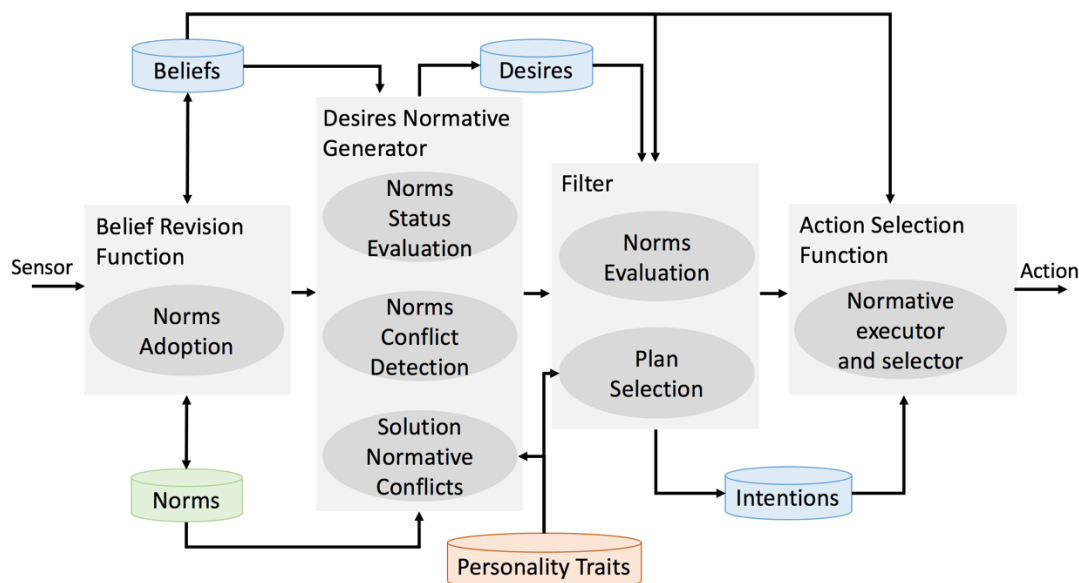 Beliefs
Desires
Desires Normative
Generator
Norms
Status
Evaluation
Filter
Belief Revision
Function
Action Selection
Function
Sensor
Norms
Evaluation
Action
Norms
Adoption
Norms
Conflict
Detection
Normative
executor
and selector
Plan
Selection
Solution
Normative
Conflicts
Norms
Intentions
Personality Traits